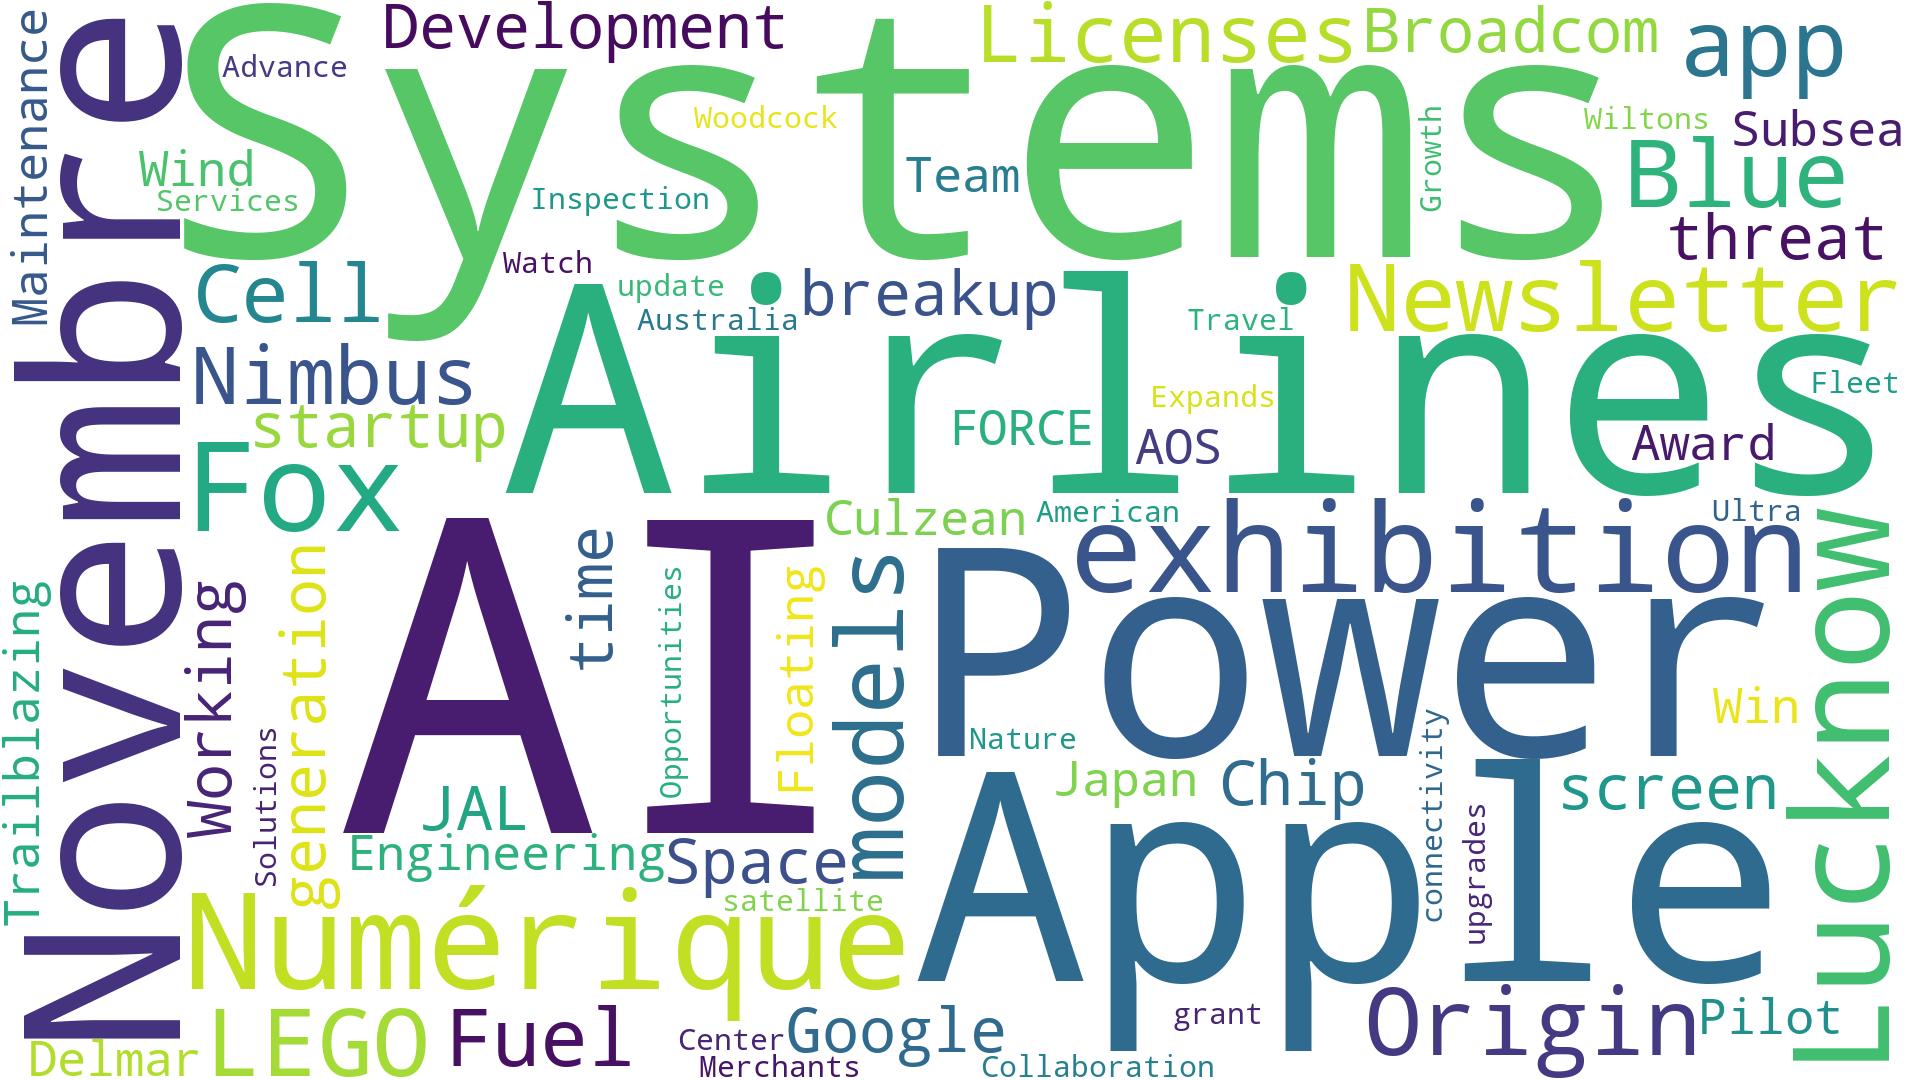 Development
Licenses
Broadcom
app
Maintenance
Advance
Systems
Woodcock
Growth
Wiltons
Subsea
Wind
Services
Inspection
Team
Blue
threat
Novembre
Watch
Cell
update
Australia
breakup
Travel
Newsletter
Nimbus
Airlines
Expands
Fleet
startup
FORCE
AOS
Award
Fox
Culzean
American
Ultra
exhibition
Lucknow
Trailblazing
Working
generation
AI
time
Opportunities
Floating
models
Power
Win
Solutions
Nature
connectivity
JAL
Japan
Chip
screen
upgrades
Engineering
Space
Apple
satellite
Numérique
LEGO
Fuel
Google
grant
Origin
Pilot
Center
Delmar
Merchants
Collaboration